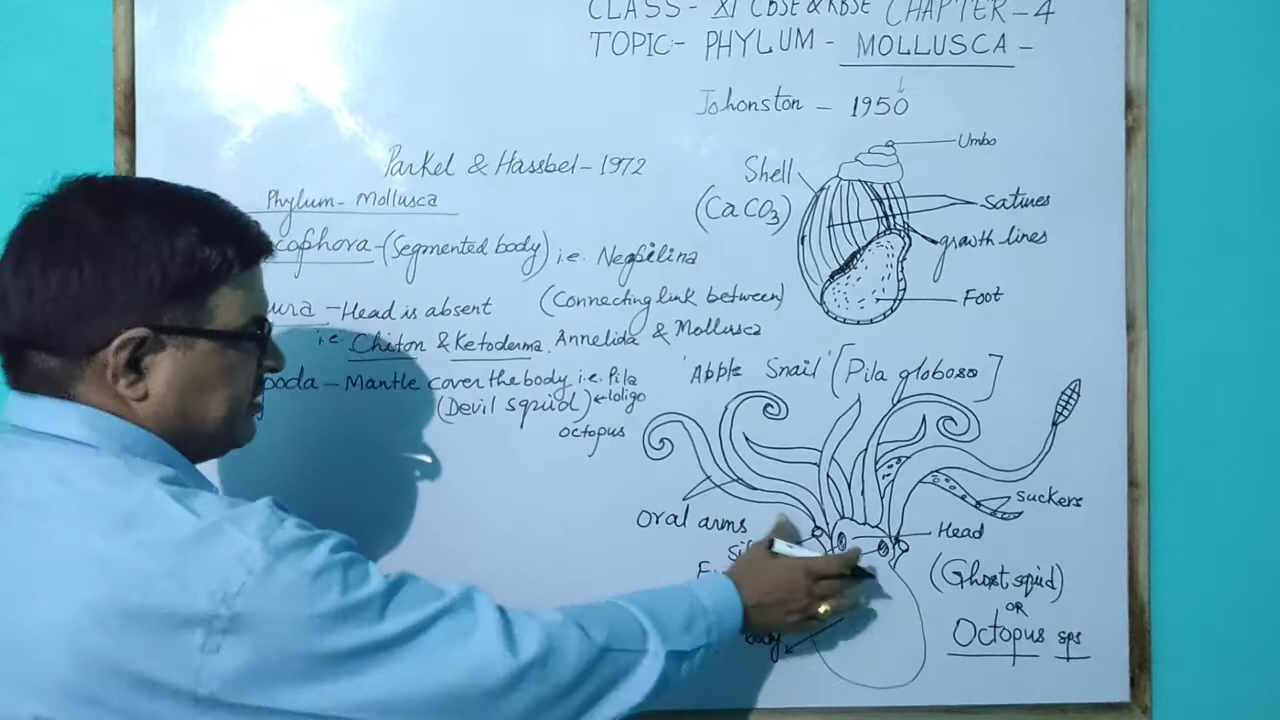 CLASS - XI CBSE & RBSE CHAPTER - 4
TOPIC:- PHYLUM - MOLLUSCA -
Johonston - 1950
Umbo
Parkel & Hassbel - 1972
Shell
(CaCO3)
Satures
growth lines
Foot
Phylum - Mollusca
cophora - (Segmented body) i.e. Negpilina
ura - Head is absent (Connecting link between)
i.e. Chiton & Ketoderma. Annelida & Mollusca
poda - Mantle cover the body i.e. Pila
(Devil squid) ← loligo
octopus
'Apple Snail' [Pila globosa]
suckers
Oral arms
Head
(Ghost squid)
OR
Octopus sps
body